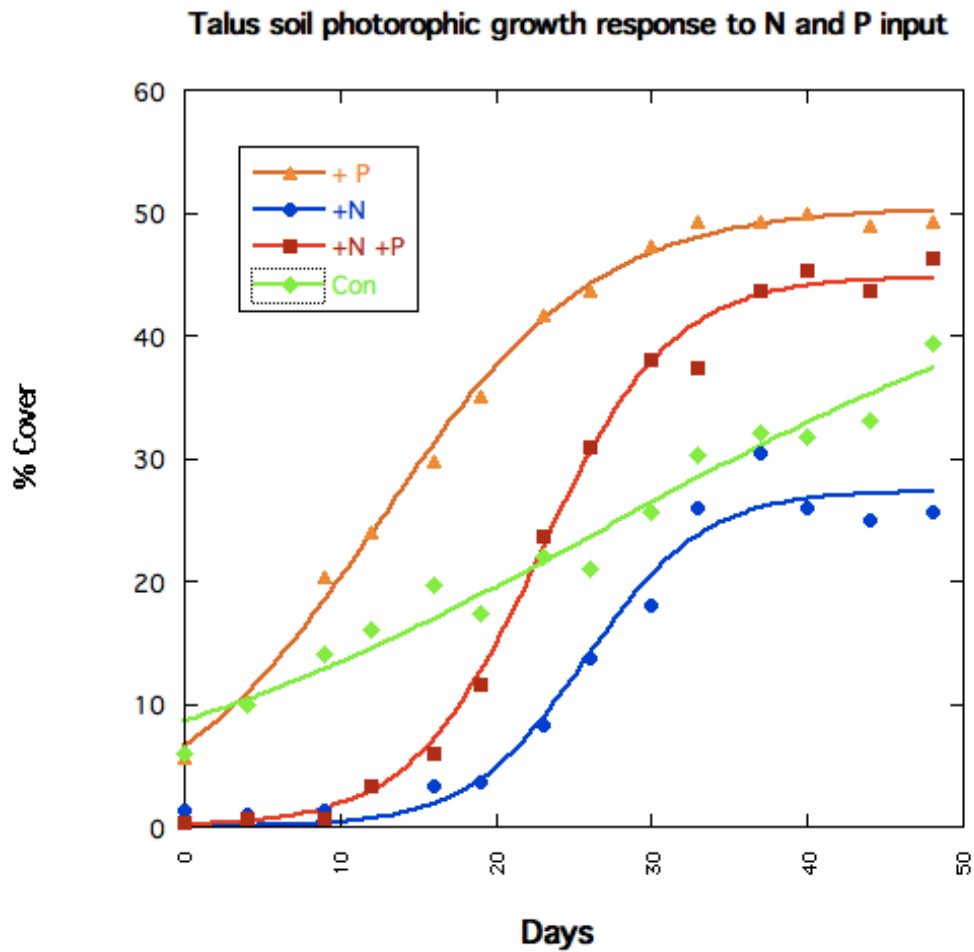 Talus soil photorophic growth response to N and P input
60
50
40
30
20
10
0
+ P
+N
+N +P
Con
% Cover
0
10
20
30
40
50
Days